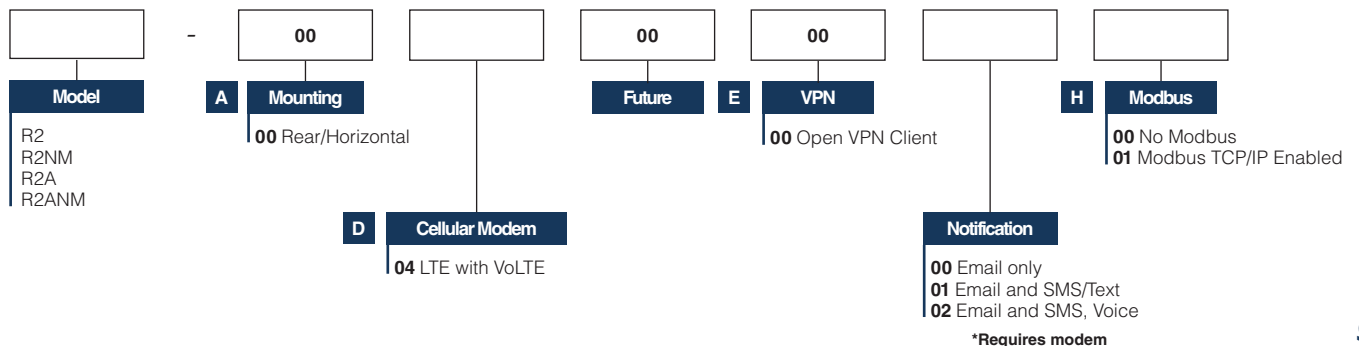 - 00 00 00
Model A Mounting Future E VPN H Modbus
R2
R2NM
R2A
R2ANM
00 Rear/Horizontal
00 Open VPN Client
00 No Modbus
01 Modbus TCP/IP Enabled
D Cellular Modem
04 LTE with VoLTE
Notification
00 Email only
01 Email and SMS/Text
02 Email and SMS, Voice
*Requires modem